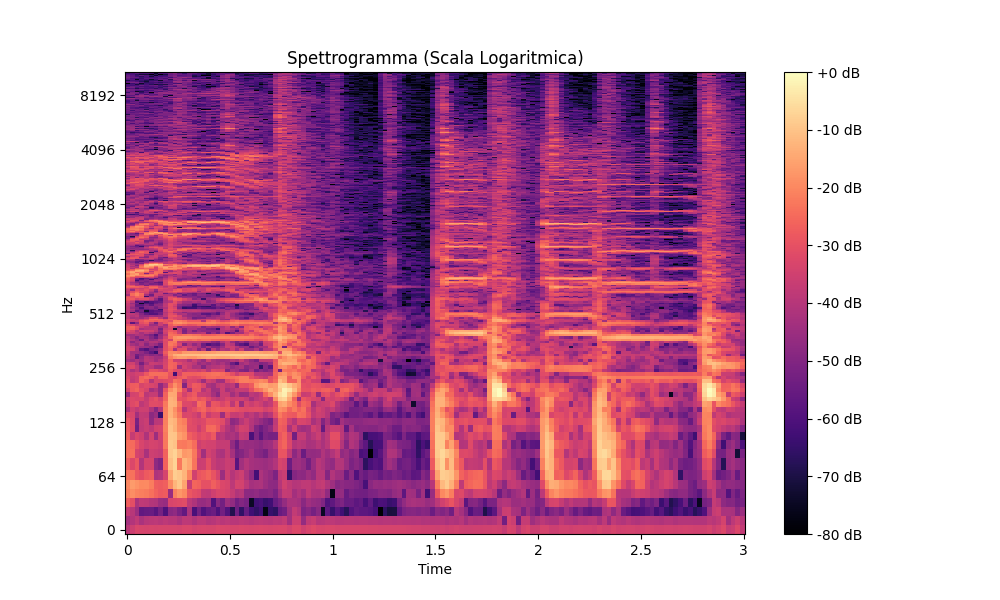 Spettrogramma (Scala Logaritmica)
8192
4096
2048
1024
512
256
128
64
0
Hz
0
0.5
1
1.5
2
2.5
3
Time
+0 dB
-10 dB
-20 dB
-30 dB
-40 dB
-50 dB
-60 dB
-70 dB
-80 dB